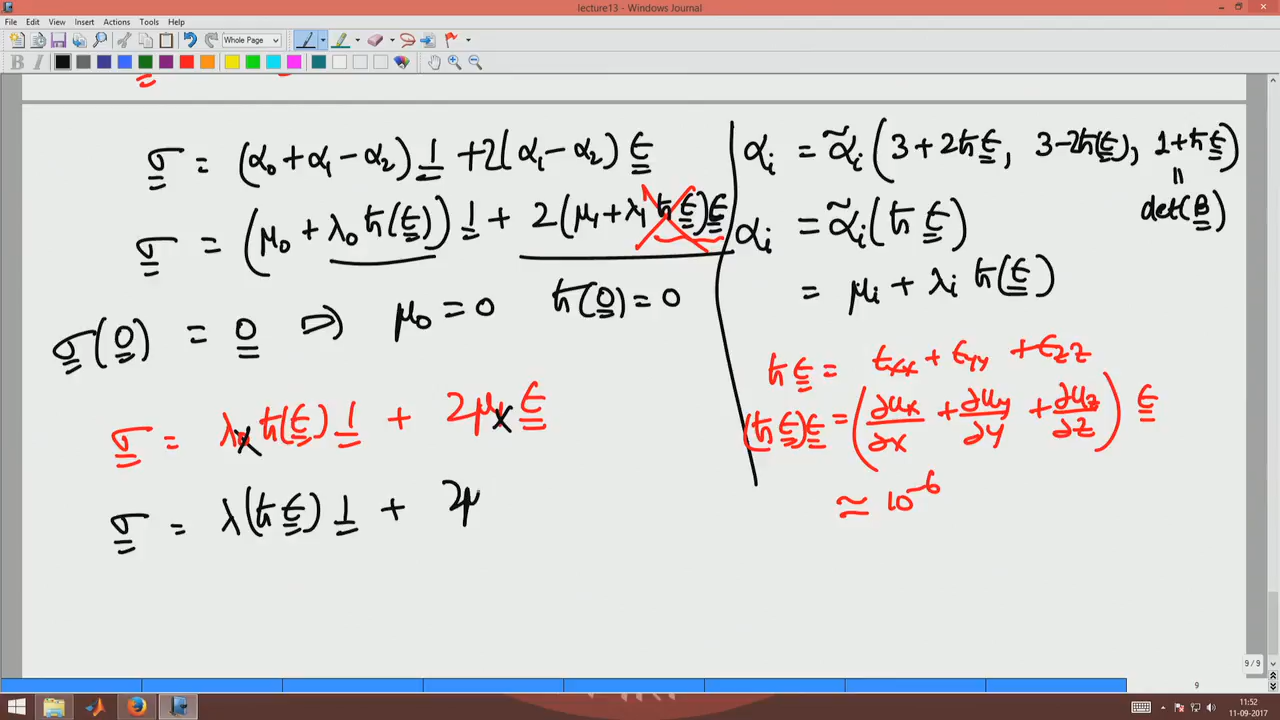 lecture13 - Windows Journal
File Edit View Insert Actions Tools Help
Whole Page
σ = (α₀ + α₁ - α₂) 1 + 2(α₁ - α₂) ε
σ = (μ₀ + λ₀ tr(ε)) 1 + 2(μ₁ + λ₁ tr ε) ε
σ(0) = 0 ⇒ μ₀ = 0 tr(0) = 0
σ = λ₀ tr(ε) 1 + 2μ₁ ε
σ = λ(tr ε) 1 + 2μ
αᵢ = α̃ᵢ (3 + 2tr ε, 3 - 2tr(ε), 1 + tr ε)
||
det(B)
αᵢ = α̃ᵢ (tr ε)
= μᵢ + λᵢ tr(ε)
tr ε = εxx + εyy + εzz
(tr ε) ε = (∂ux/∂x + ∂uy/∂y + ∂uz/∂z) ε
≈ 10⁻⁶
9 / 9
9
11:52
11-09-2017